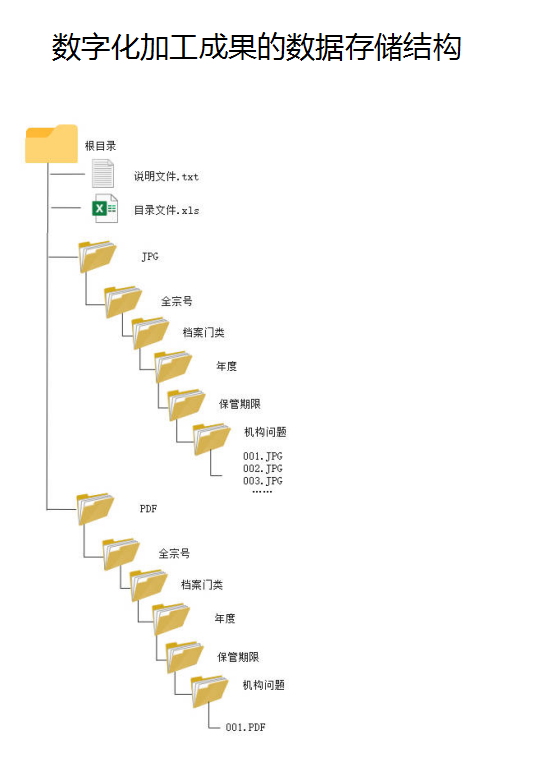 数字化加工成果的数据存储结构
根目录
说明文件.txt
目录文件.xls
JPG
全宗号
档案门类
年度
保管期限
机构问题
001.JPG
002.JPG
003.JPG
……
PDF
全宗号
档案门类
年度
保管期限
机构问题
001.PDF